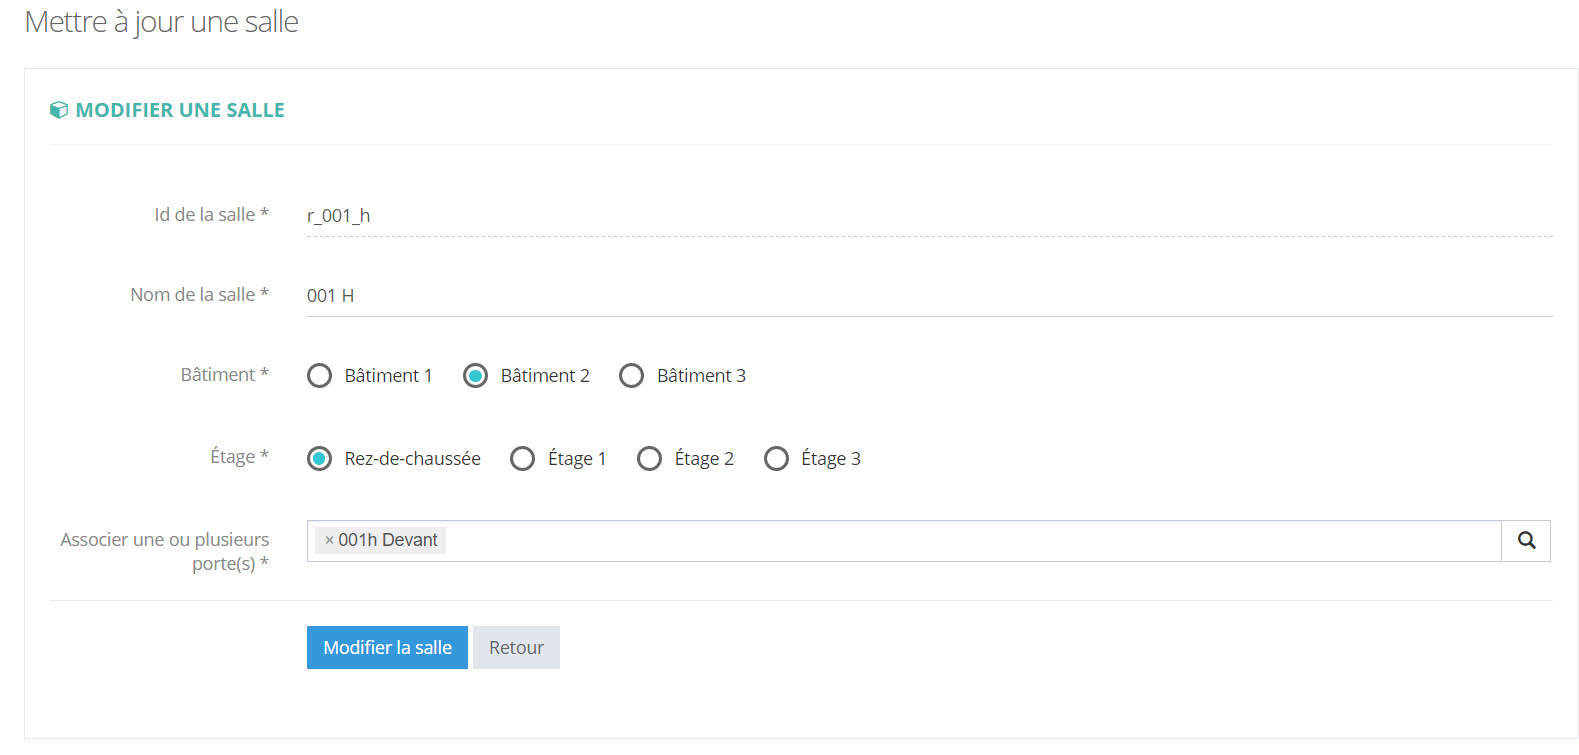 Mettre à jour une salle
MODIFIER UNE SALLE
Id de la salle * r_001_h
Nom de la salle * 001 H
Bâtiment * Bâtiment 1 Bâtiment 2 Bâtiment 3
Étage * Rez-de-chaussée Étage 1 Étage 2 Étage 3
Associer une ou plusieurs
porte(s) *
× 001h Devant
Modifier la salle Retour